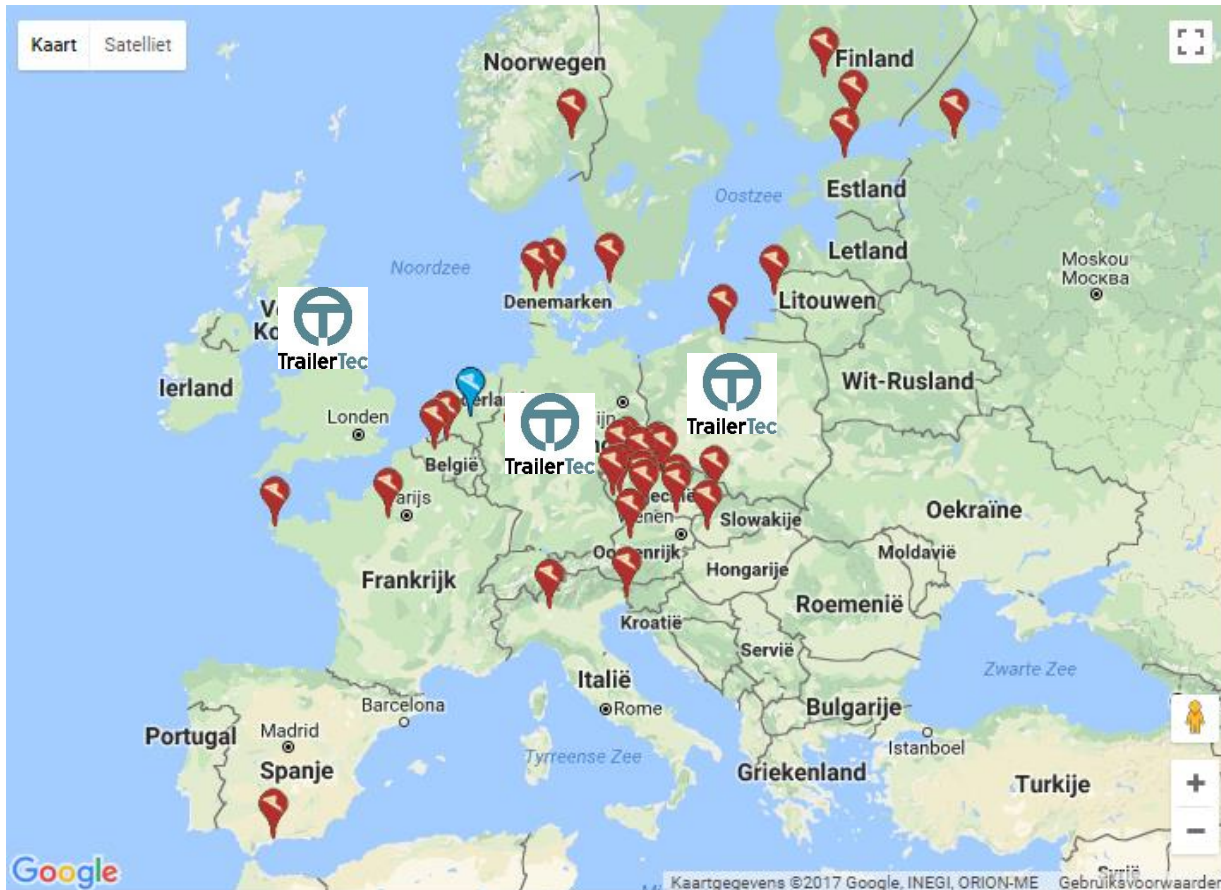 Kaart
Satelliet
Noorwegen
Finland
Oostzee
Estland
Letland
Moskou
Москва
Noordzee
Denemarken
Litouwen
TrailerTec
Ierland
Wit-Rusland
Londen
TrailerTec
TrailerTec
België
Slowakije
Oekraïne
Moldavië
Hongarije
Frankrijk
Roemenië
Kroatië
Servië
Zwarte Zee
Italië
Rome
Barcelona
Bulgarije
Portugal
Madrid
Istanboel
Spanje
Tyrreense Zee
Griekenland
Turkije
Google
Kaartgegevens ©2017 Google, INEGI, ORION-ME
Gebruiksvoorwaarden